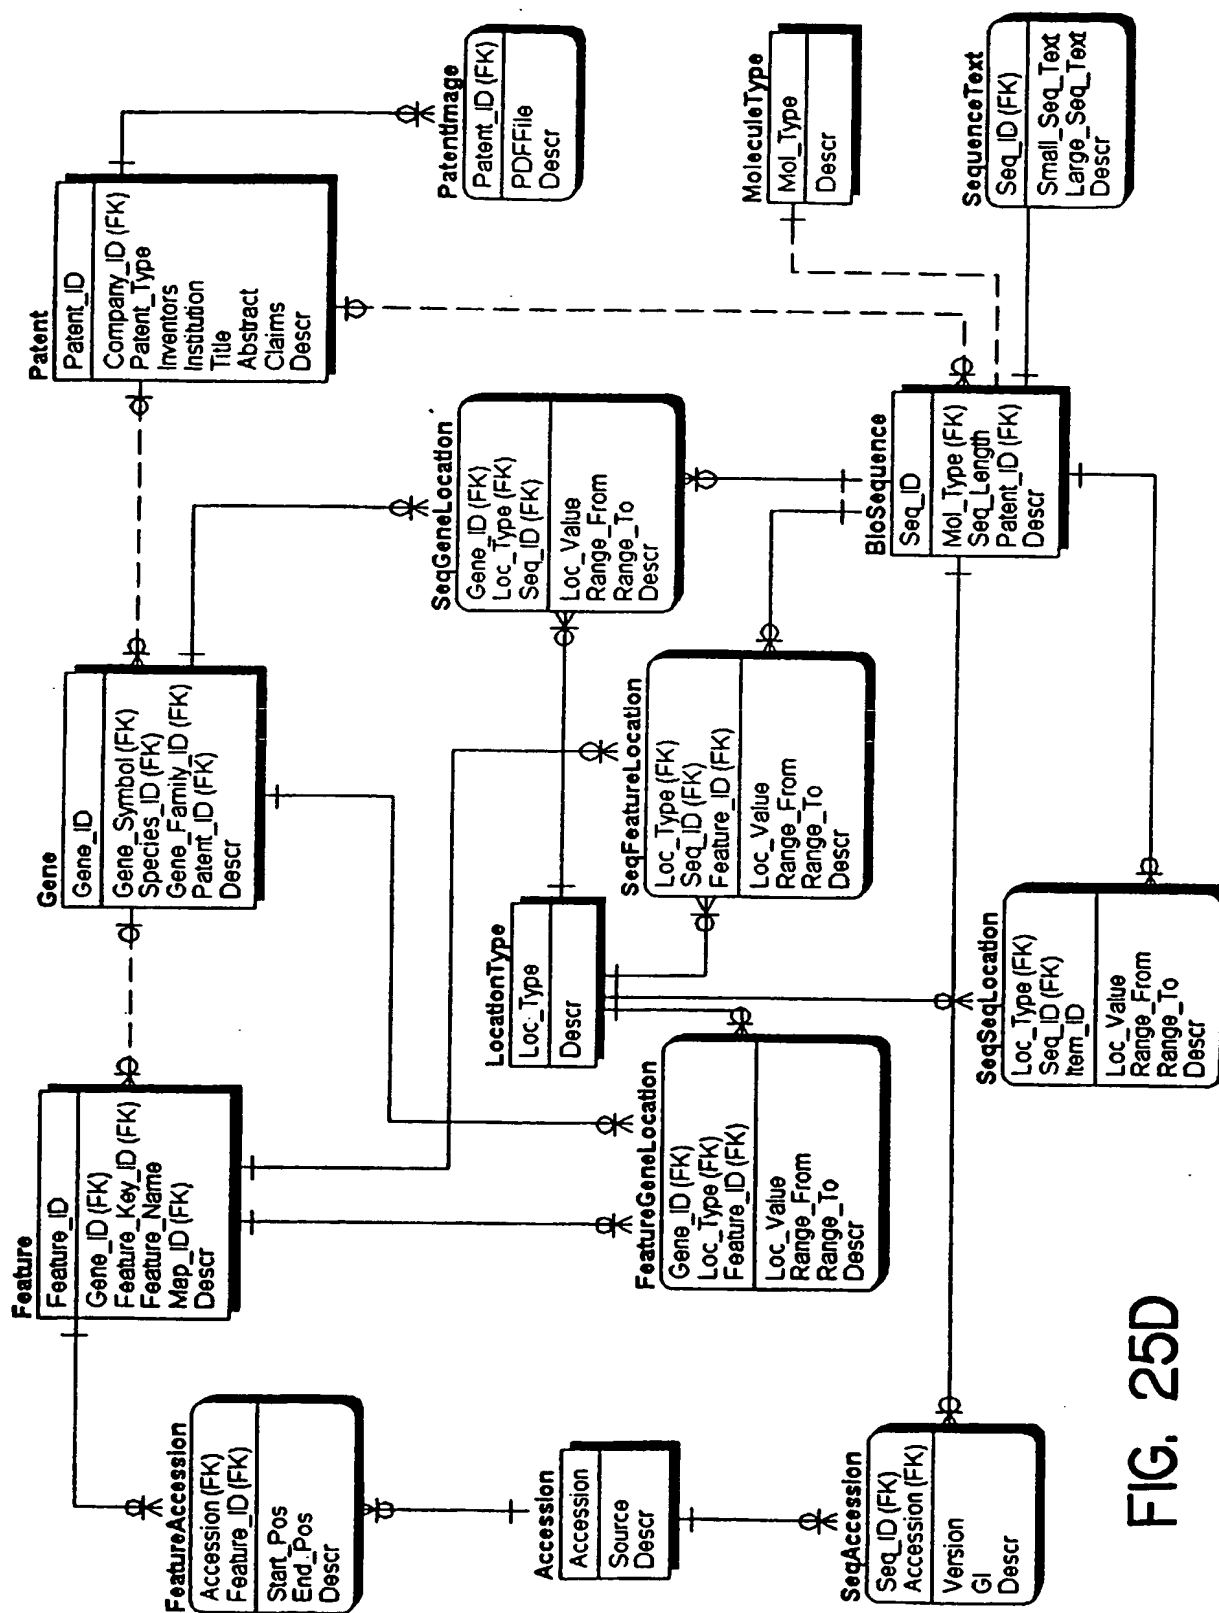 Feature
Feature_ID
Gene_ID (FK)
Feature_Key_ID (FK)
Feature_Name
Map_ID (FK)
Descr
Gene
Gene_ID
Gene_Symbol (FK)
Species_ID (FK)
Gene_Family_ID (FK)
Patent_ID (FK)
Descr
Patent
Patent_ID
Company_ID (FK)
Patent_Type
Inventors
Institution
Title
Abstract
Claims
Descr
FeatureAccession
Accession (FK)
Feature_ID (FK)
Start_Pos
End_Pos
Descr
PatentImage
Patent_ID (FK)
PDFFile
Descr
SeqGeneLocation
Gene_ID (FK)
Loc_Type (FK)
Seq_ID (FK)
Loc_Value
Range_From
Range_To
Descr
LocationType
Loc_Type
Descr
Accession
Accession
Source
Descr
FeatureGeneLocation
Gene_ID (FK)
Loc_Type (FK)
Feature_ID (FK)
Loc_Value
Range_From
Range_To
Descr
SeqFeatureLocation
Loc_Type (FK)
Seq_ID (FK)
Feature_ID (FK)
Loc_Value
Range_From
Range_To
Descr
MoleculeType
Mol_Type
Descr
SeqAccession
Seq_ID (FK)
Accession (FK)
Version
GI
Descr
SeqSeqLocation
Loc_Type (FK)
Seq_ID (FK)
Item_ID
Loc_Value
Range_From
Range_To
Descr
BioSequence
Seq_ID
Mol_Type (FK)
Seq_Length
Patent_ID (FK)
Descr
SequenceText
Seq_ID (FK)
Small_Seq_Text
Large_Seq_Text
Descr
FIG. 25D